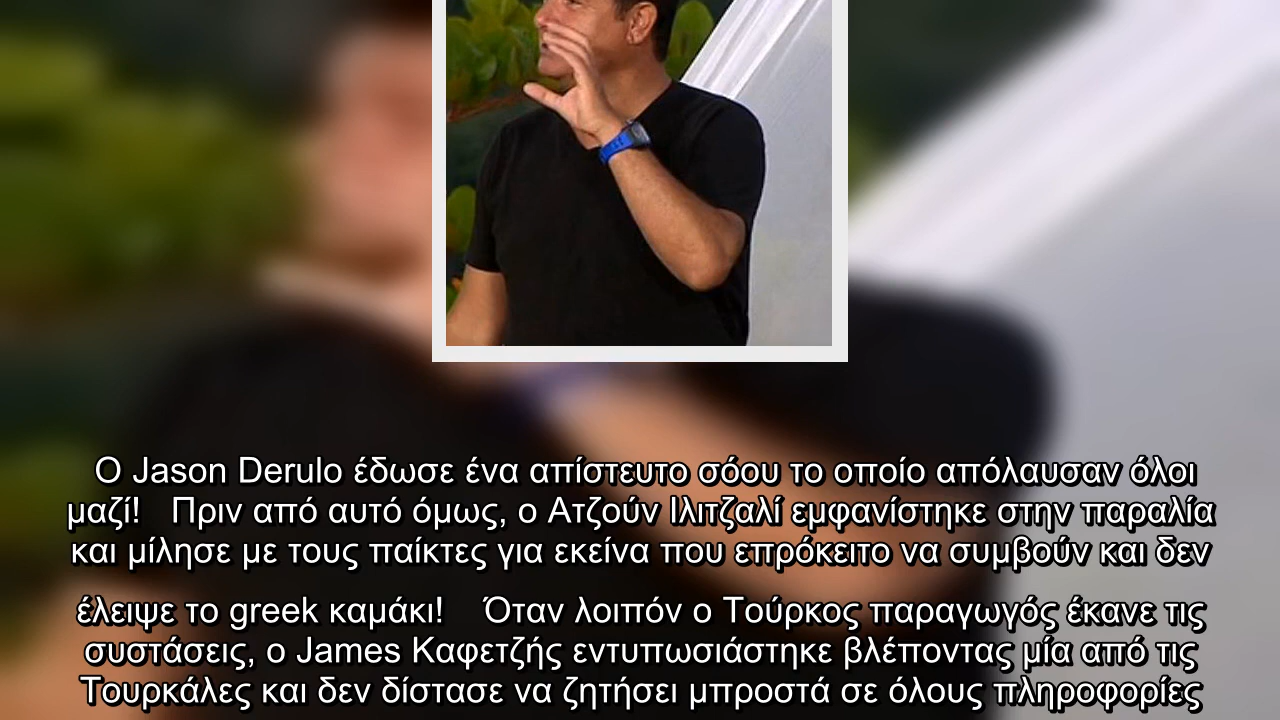 Ο Jason Derulo έδωσε ένα απίστευτο σόου το οποίο απόλαυσαν όλοι
μαζί! Πριν από αυτό όμως, ο Ατζούν Ιλιτζαλί εμφανίστηκε στην παραλία
και μίλησε με τους παίκτες για εκείνα που επρόκειτο να συμβούν και δεν
έλειψε το greek καμάκι! Όταν λοιπόν ο Τούρκος παραγωγός έκανε τις
συστάσεις, ο James Καφετζής εντυπωσιάστηκε βλέποντας μία από τις
Τουρκάλες και δεν δίστασε να ζητήσει μπροστά σε όλους πληροφορίες